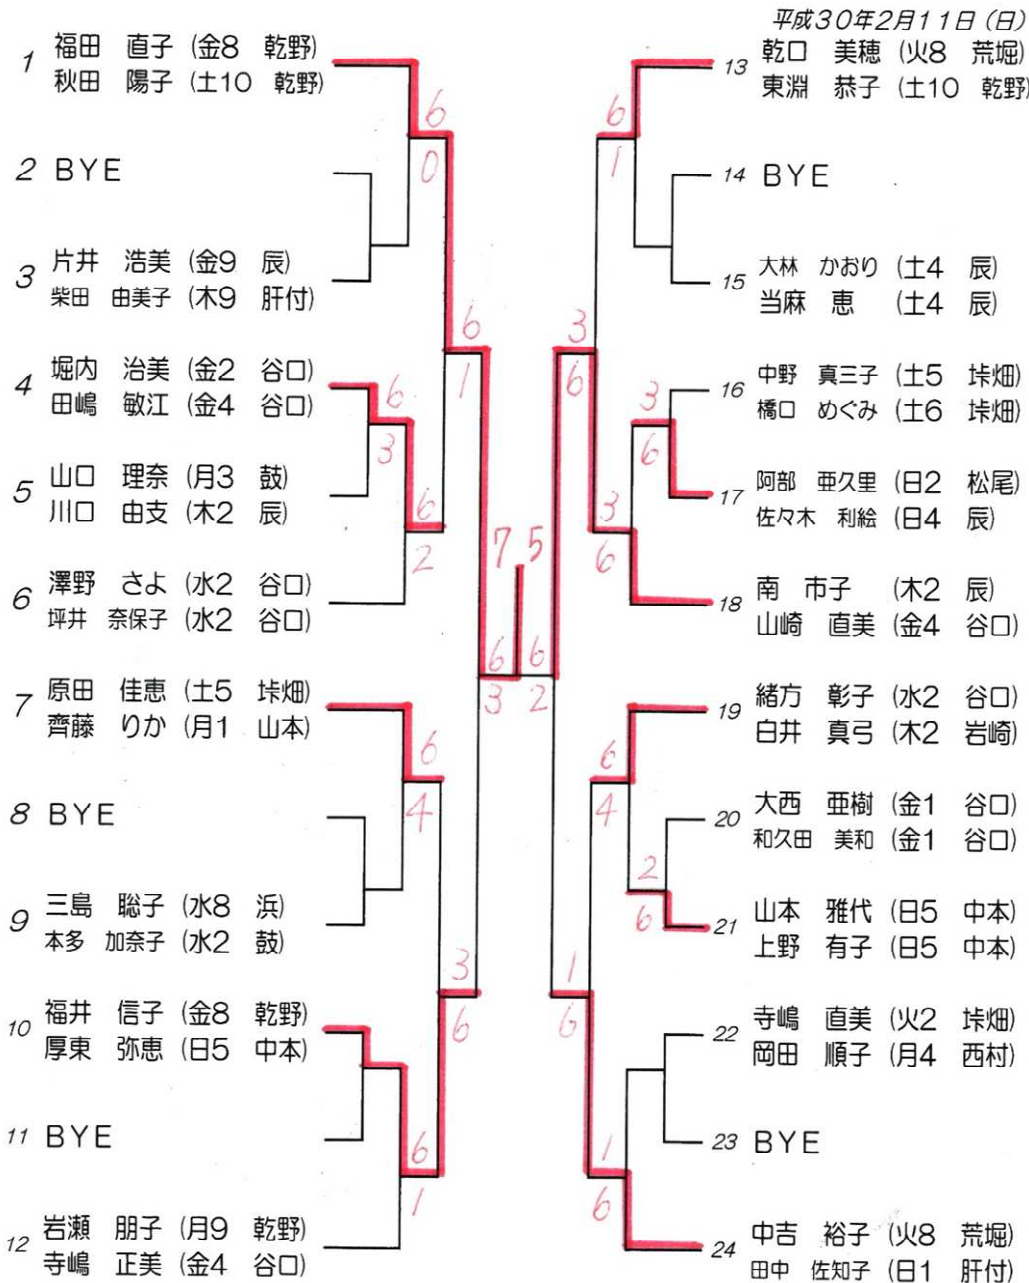 平成30年2月11日(日)
1 福田 直子 (金8 乾野)
秋田 陽子 (土10 乾野)
2 BYE
3 片井 浩美 (金9 辰)
柴田 由美子 (木9 肝付)
4 堀内 治美 (金2 谷口)
田嶋 敏江 (金4 谷口)
5 山口 理奈 (月3 鼓)
川口 由支 (木2 辰)
6 澤野 さよ (水2 谷口)
坪井 奈保子 (水2 谷口)
7 原田 佳恵 (土5 垰畑)
齊藤 りか (月1 山本)
8 BYE
9 三島 聡子 (水8 浜)
本多 加奈子 (水2 鼓)
10 福井 信子 (金8 乾野)
厚東 弥恵 (日5 中本)
11 BYE
12 岩瀬 朋子 (月9 乾野)
寺嶋 正美 (金4 谷口)
6
0
6
1
6
3
6
2
6
4
3
6
6
1
7 5
6 6
3 2
6
1
3
6
3
6
3
6
6
4
2
6
1
6
1
6
13 乾口 美穂 (火8 荒堀)
東淵 恭子 (土10 乾野)
14 BYE
15 大林 かおり (土4 辰)
当麻 恵 (土4 辰)
16 中野 真三子 (土5 垰畑)
橋口 めぐみ (土6 垰畑)
17 阿部 亜久里 (日2 松尾)
佐々木 利絵 (日4 辰)
18 南 市子 (木2 辰)
山崎 直美 (金4 谷口)
19 緒方 彰子 (水2 谷口)
白井 真弓 (木2 岩崎)
20 大西 亜樹 (金1 谷口)
和久田 美和 (金1 谷口)
21 山本 雅代 (日5 中本)
上野 有子 (日5 中本)
22 寺嶋 直美 (火2 垰畑)
岡田 順子 (月4 西村)
23 BYE
24 中吉 裕子 (火8 荒堀)
田中 佐知子 (日1 肝付)